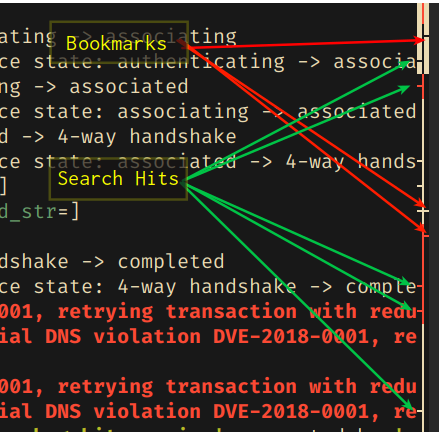 ating -> associating
Bookmarks
ce state: authenticating -> associa
ng -> associated
ce state: associating -> associated
d -> 4-way handshake
ce state: associated -> 4-way hands
Search Hits
]
d_str=]
dshake -> completed
ce state: 4-way handshake -> comple
001, retrying transaction with redu
ial DNS violation DVE-2018-0001, re
001, retrying transaction with redu
ial DNS violation DVE-2018-0001, re